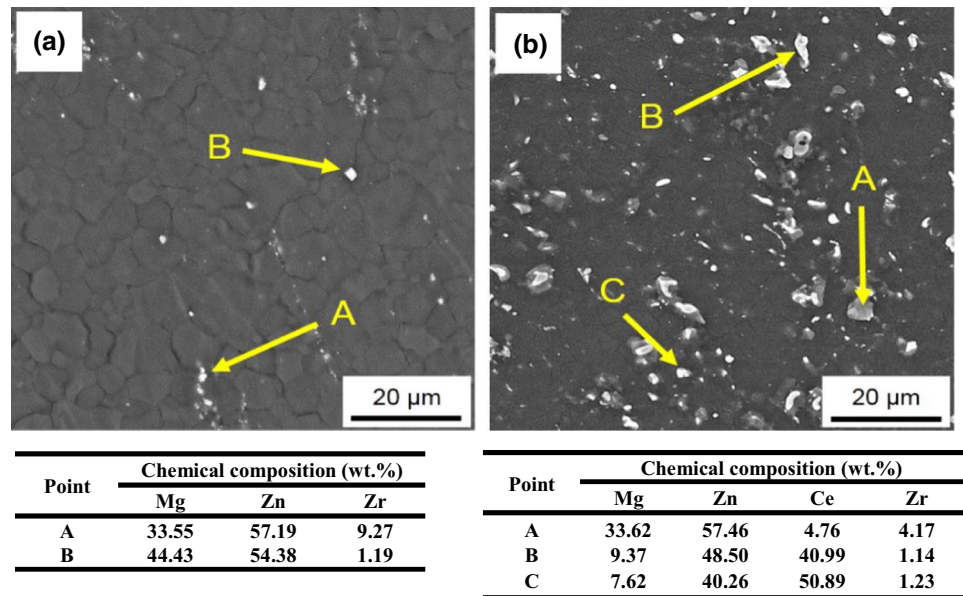 (a)
B
A
20 µm
(b)
B
A
C
20 µm
Point Chemical composition (wt.%)
Mg Zn Zr
A 33.55 57.19 9.27
B 44.43 54.38 1.19
Point Chemical composition (wt.%)
Mg Zn Ce Zr
A 33.62 57.46 4.76 4.17
B 9.37 48.50 40.99 1.14
C 7.62 40.26 50.89 1.23